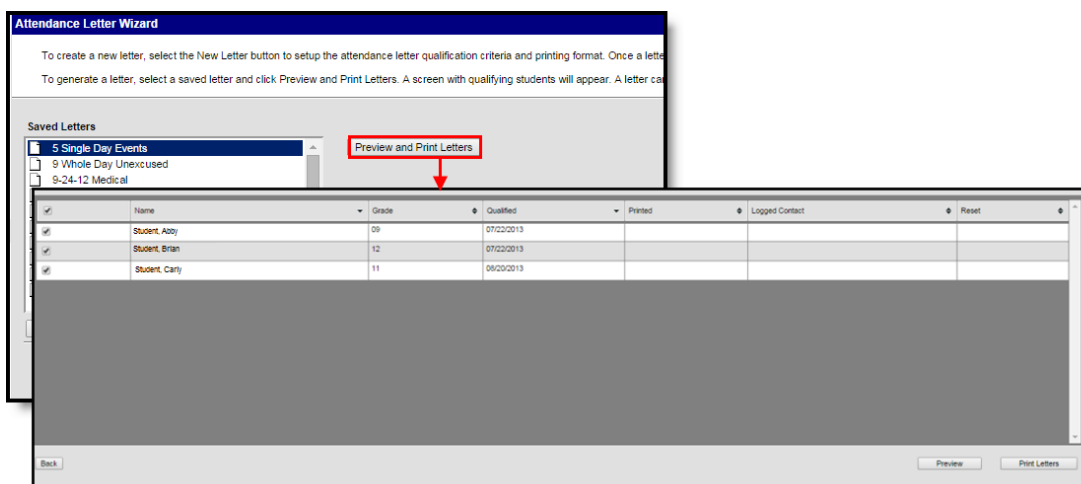 Attendance Letter Wizard
To create a new letter, select the New Letter button to setup the attendance letter qualification criteria and printing format. Once a lette
To generate a letter, select a saved letter and click Preview and Print Letters. A screen with qualifying students will appear. A letter ca
Saved Letters
5 Single Day Events
Preview and Print Letters
9 Whole Day Unexcused
9-24-12 Medical
Name Grade Qualified Printed Logged Contact Reset
Student, Abby 09 07/22/2013
Student, Brian 12 07/22/2013
Student, Carly 11 06/20/2013
Back Preview Print Letters